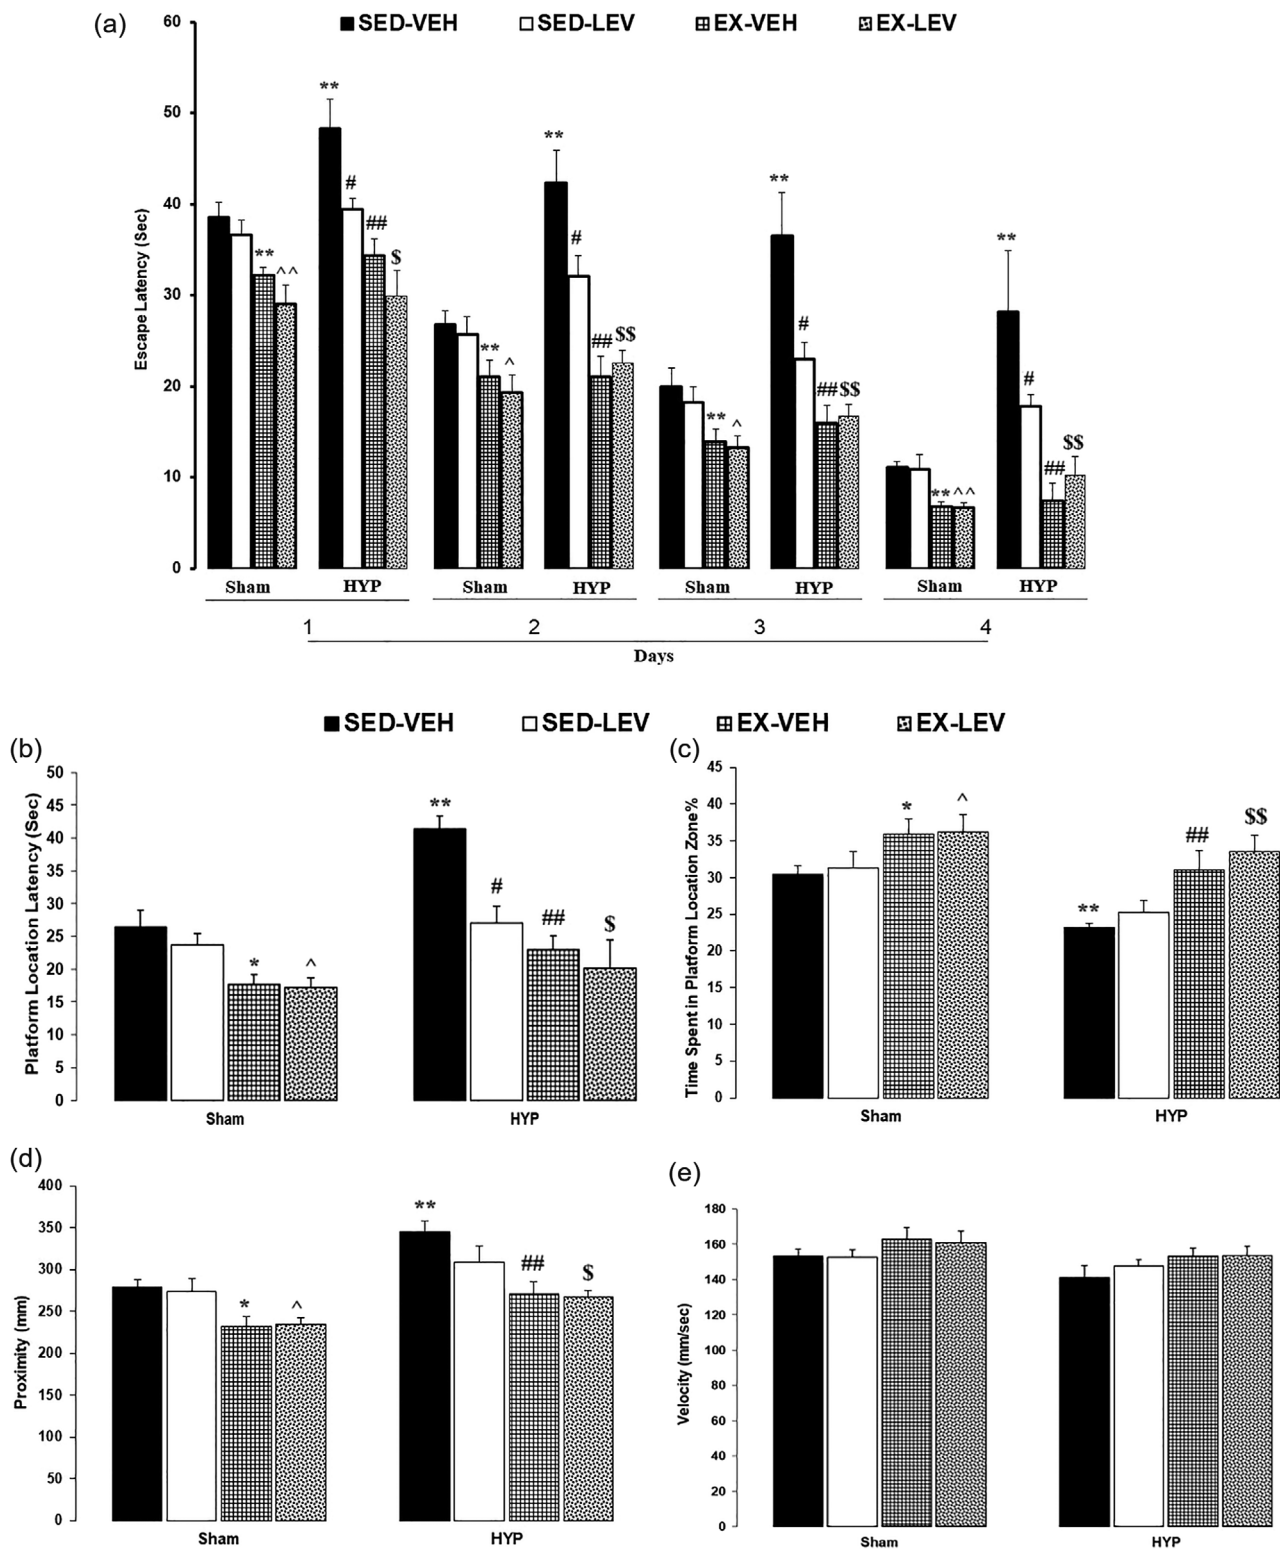 (a)
SED-VEH SED-LEV EX-VEH EX-LEV
Escape Latency (Sec)
60
50
40
30
20
10
0
** ^^ ** # ## $
** ^ ** # ## $$
** ^ ** # ## $$
** ^^ ** # ## $$
Sham HYP Sham HYP Sham HYP Sham HYP
1 2 3 4
Days
SED-VEH SED-LEV EX-VEH EX-LEV
(b)
Platform Location Latency (Sec)
50
45
40
35
30
25
20
15
10
5
0
* ^ ** # ## $
Sham HYP
(c)
Time Spent in Platform Location Zone%
45
40
35
30
25
20
15
10
5
0
* ^ ** ## $$
Sham HYP
(d)
Proximity (mm)
400
350
300
250
200
150
100
50
0
* ^ ** ## $
Sham HYP
(e)
Velocity (mm/sec)
180
160
140
120
100
80
60
40
20
0
Sham HYP